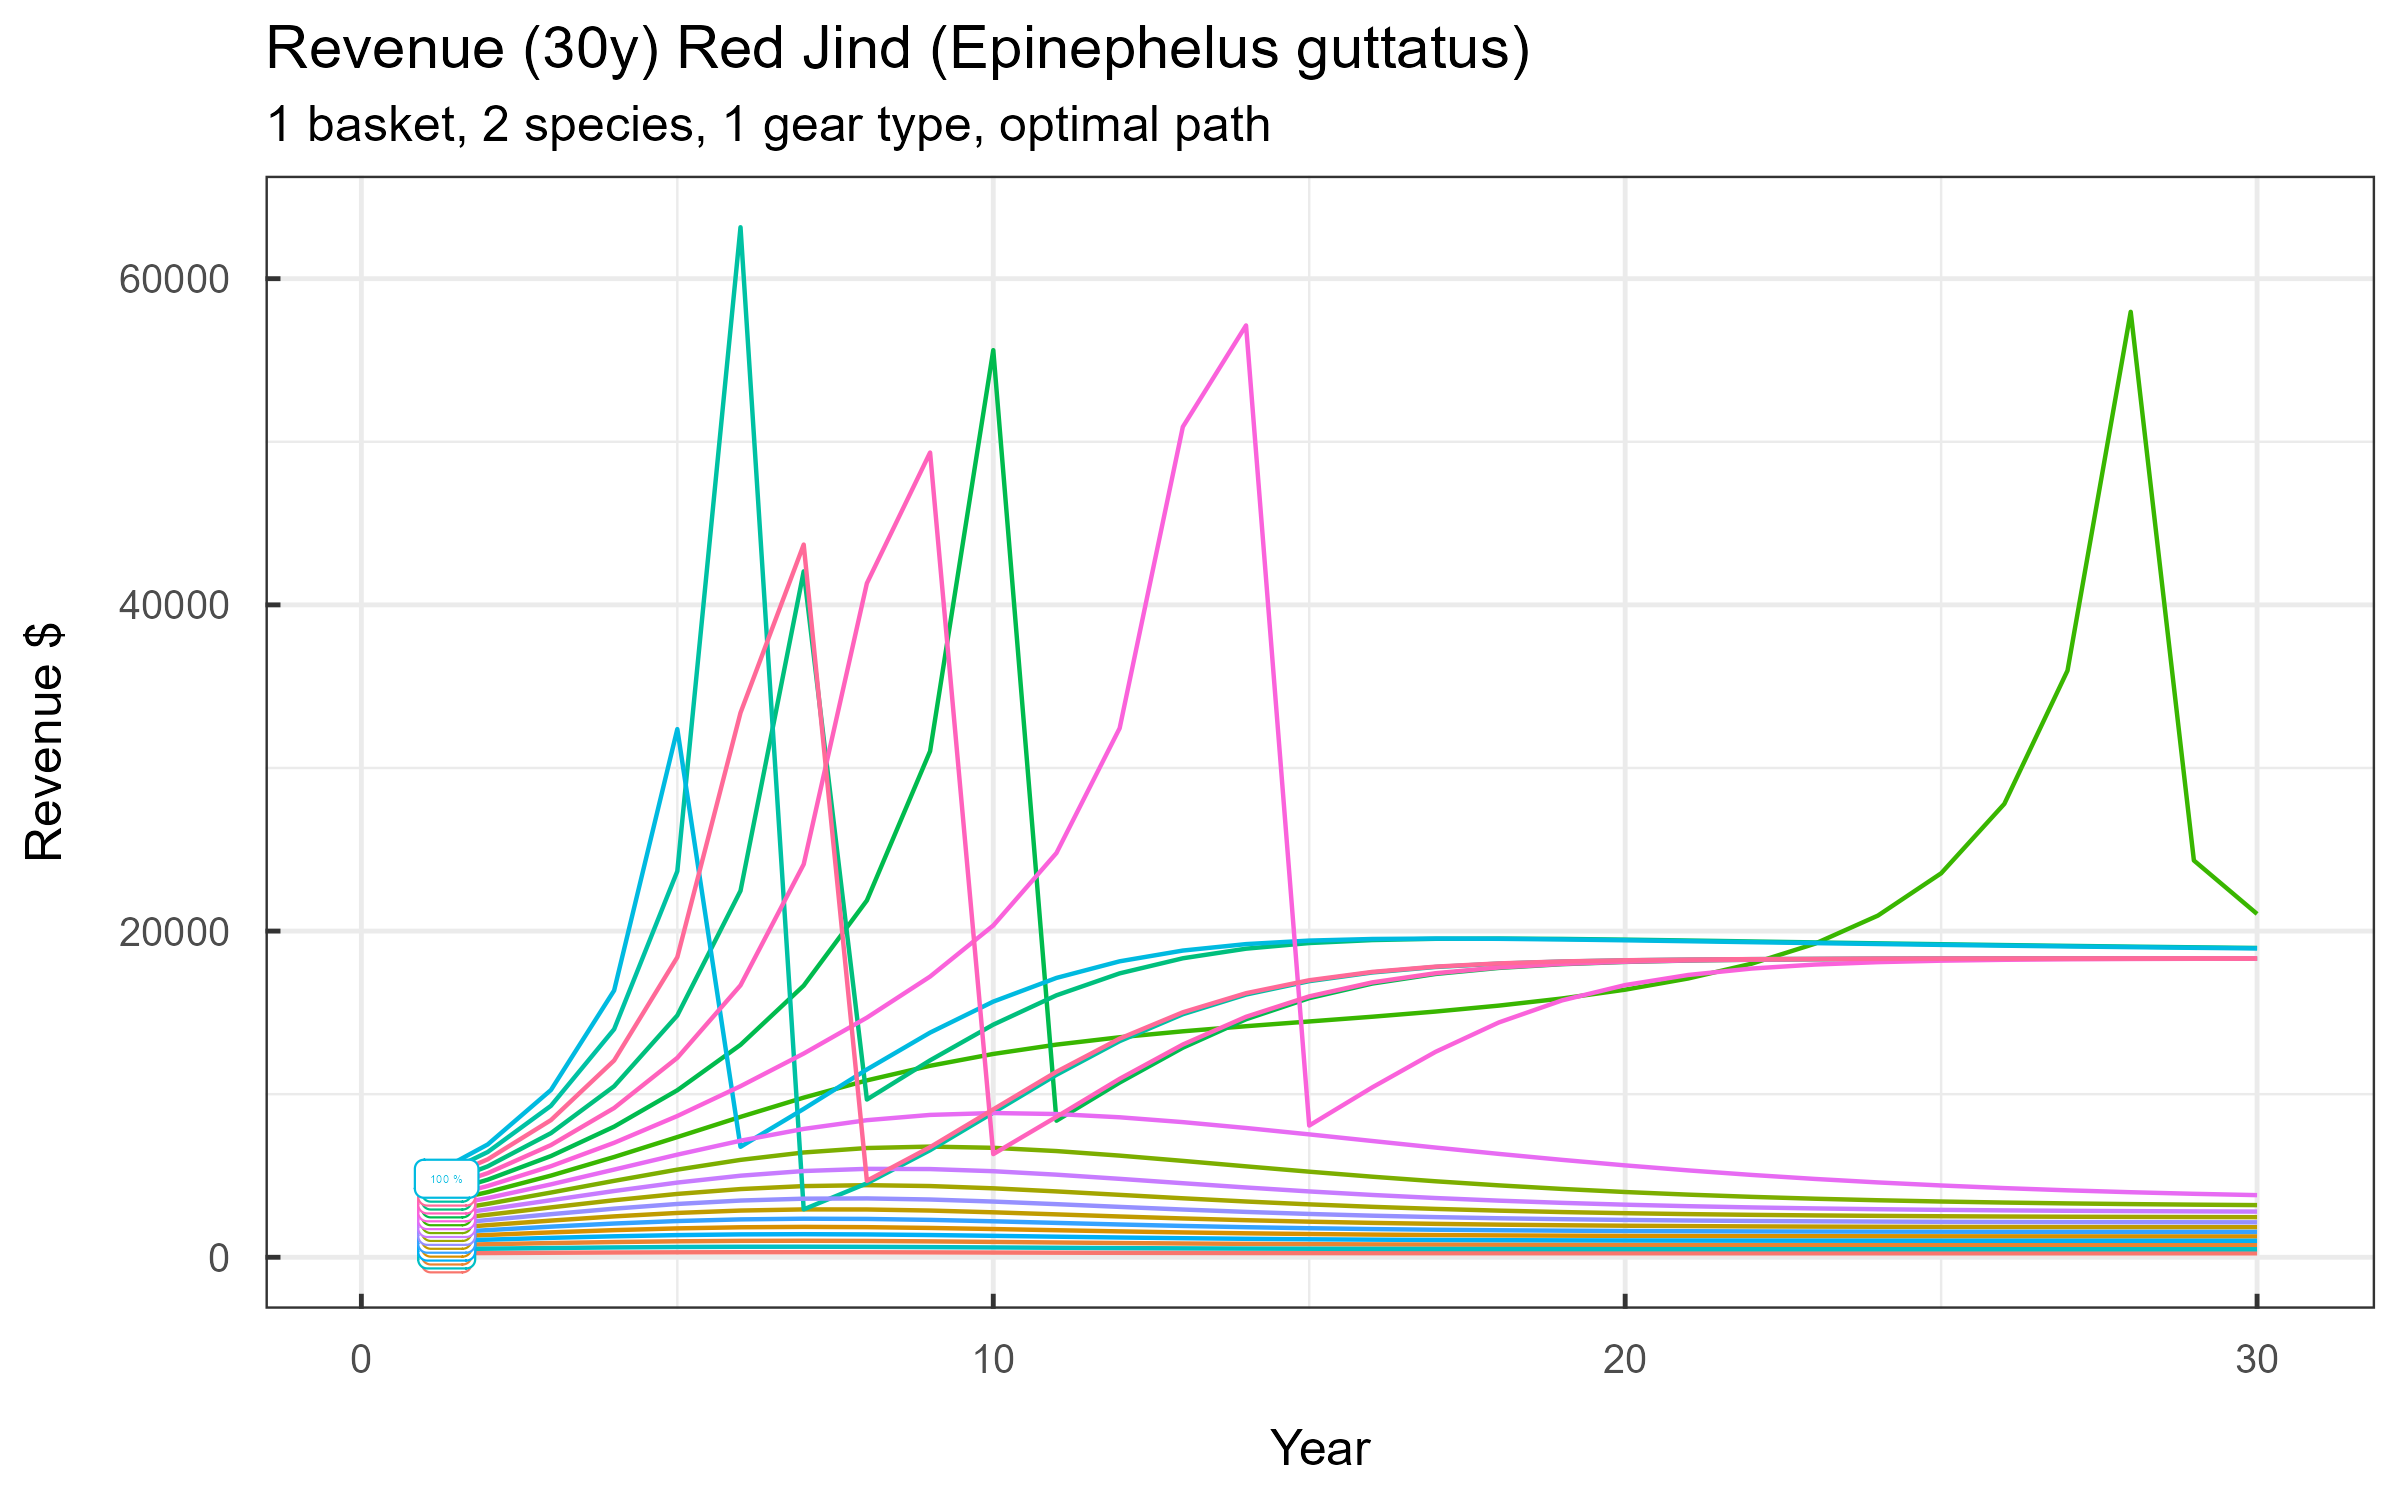 Revenue (30y) Red Jind (Epinephelus guttatus)
1 basket, 2 species, 1 gear type, optimal path
60000
40000
20000
0
Revenue $
100 %
0 10 20 30
Year